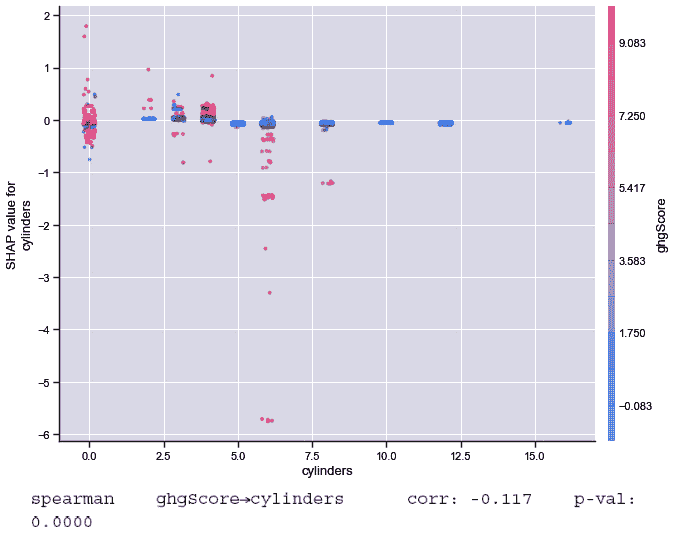 2
1
0
−1
−2
−3
−4
−5
−6
SHAP value for
cylinders
0.0 2.5 5.0 7.5 10.0 12.5 15.0
cylinders
9.083
7.250
5.417
3.583
1.750
−0.083
ghgScore
spearman ghgScore→cylinders corr: -0.117 p-val:
0.0000